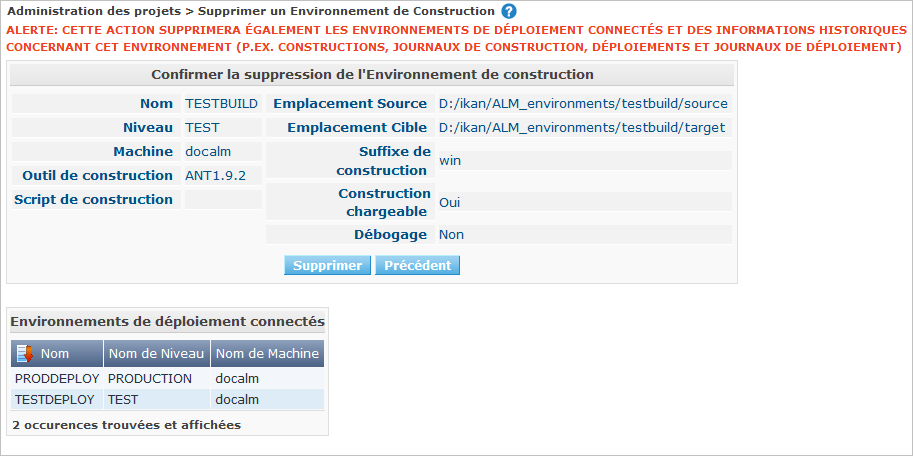 Administration des projets > Supprimer un Environnement de Construction ?
ALERTE: CETTE ACTION SUPPRIMERA ÉGALEMENT LES ENVIRONNEMENTS DE DÉPLOIEMENT CONNECTÉS ET DES INFORMATIONS HISTORIQUES
CONCERNANT CET ENVIRONNEMENT (P.EX. CONSTRUCTIONS, JOURNAUX DE CONSTRUCTION, DÉPLOIEMENTS ET JOURNAUX DE DÉPLOIEMENT)
Confirmer la suppression de l'Environnement de construction
Nom TESTBUILD
Niveau TEST
Machine docalm
Outil de construction ANT1.9.2
Script de construction
Emplacement Source D:/ikan/ALM_environments/testbuild/source
Emplacement Cible D:/ikan/ALM_environments/testbuild/target
Suffixe de
construction win
Construction
chargeable Oui
Débogage Non
Supprimer Précédent
Environnements de déploiement connectés
Nom Nom de Niveau Nom de Machine
PRODDEPLOY PRODUCTION docalm
TESTDEPLOY TEST docalm
2 occurences trouvées et affichées